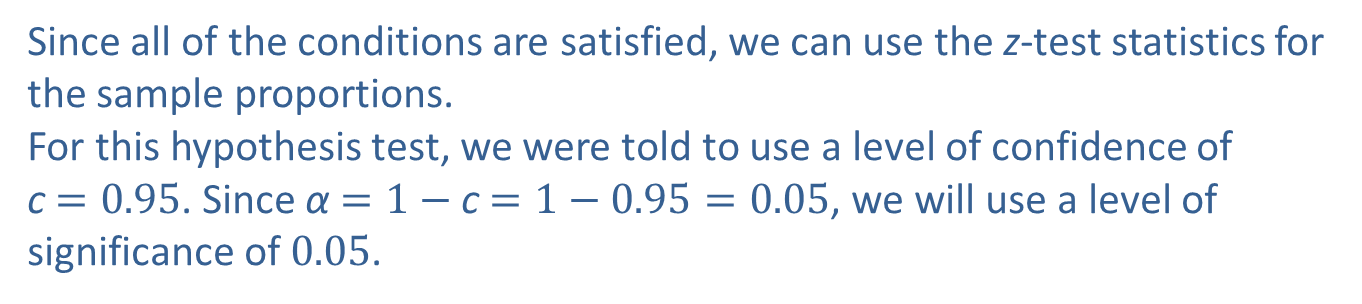 Since all of the conditions are satisfied, we can use the z-test statistics for
the sample proportions.
For this hypothesis test, we were told to use a level of confidence of
c = 0.95. Since α = 1 − c = 1 − 0.95 = 0.05, we will use a level of
significance of 0.05.